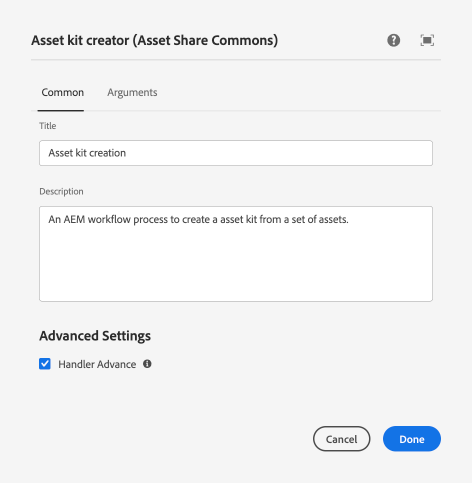 Asset kit creator (Asset Share Commons)
Common Arguments
Title
Asset kit creation
Description
An AEM workflow process to create a asset kit from a set of assets.
Advanced Settings
Handler Advance
Cancel Done